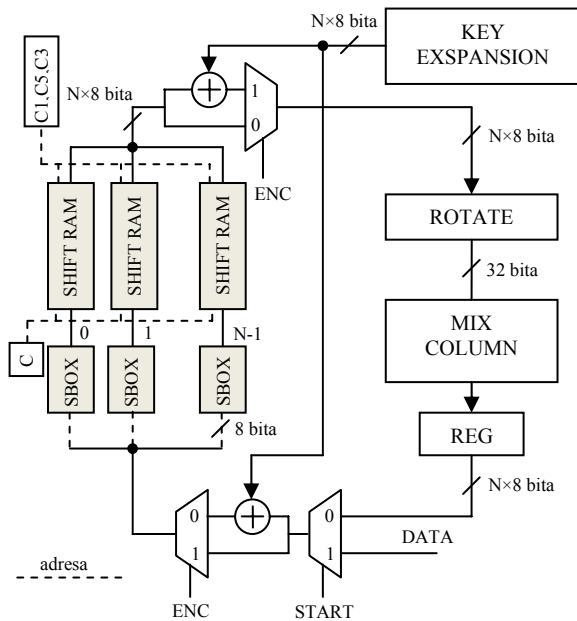 N×8 bita
KEY
EXSPANSION
C1,C5,C3
N×8 bita
1
0
ENC
N×8 bita
SHIFT RAM
SHIFT RAM
SHIFT RAM
ROTATE
32 bita
0
1
N-1
C
MIX
COLUMN
SBOX
SBOX
SBOX
8 bita
REG
N×8 bita
0
1
0
1
DATA
adresa
ENC
START